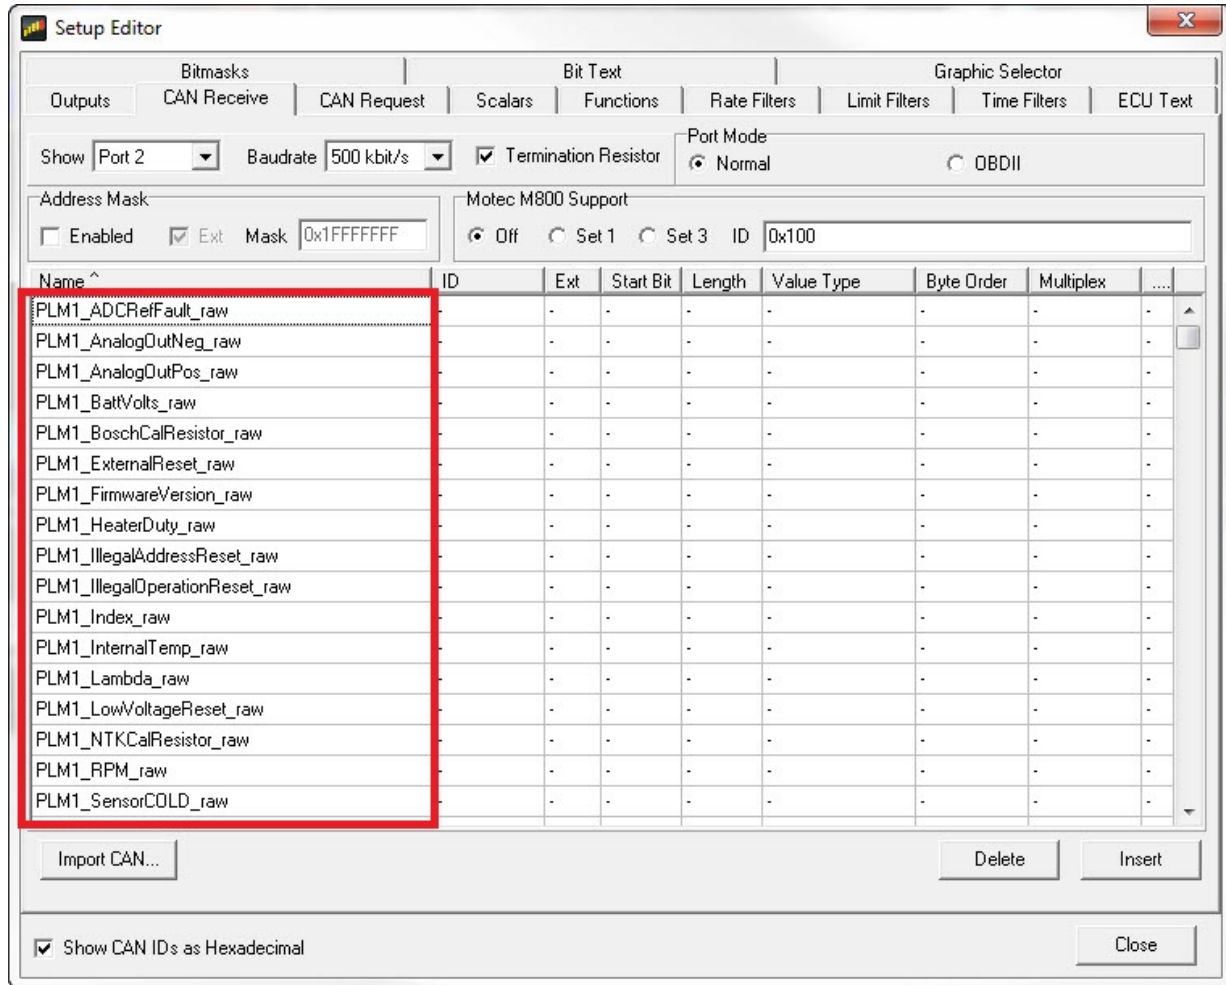 Setup Editor
Bitmasks Bit Text Graphic Selector
Outputs CAN Receive CAN Request Scalars Functions Rate Filters Limit Filters Time Filters ECU Text
Port Mode
Show Port 2 Baudrate 500 kbit/s Termination Resistor Normal OBDII
Address Mask Motec M800 Support
Enabled Ext Mask 0x1FFFFFFF Off Set 1 Set 3 ID 0x100
Name ^ ID Ext Start Bit Length Value Type Byte Order Multiplex ....
PLM1_ADCRefFault_raw - - - - - - - -
PLM1_AnalogOutNeg_raw - - - - - - - -
PLM1_AnalogOutPos_raw - - - - - - - -
PLM1_BattVolts_raw - - - - - - - -
PLM1_BoschCalResistor_raw - - - - - - - -
PLM1_ExternalReset_raw - - - - - - - -
PLM1_FirmwareVersion_raw - - - - - - - -
PLM1_HeaterDuty_raw - - - - - - - -
PLM1_IllegalAddressReset_raw - - - - - - - -
PLM1_IllegalOperationReset_raw - - - - - - - -
PLM1_Index_raw - - - - - - - -
PLM1_InternalTemp_raw - - - - - - - -
PLM1_Lambda_raw - - - - - - - -
PLM1_LowVoltageReset_raw - - - - - - - -
PLM1_NTKCalResistor_raw - - - - - - - -
PLM1_RPM_raw - - - - - - - -
PLM1_SensorCOLD_raw - - - - - - - -
Import CAN... Delete Insert
Show CAN IDs as Hexadecimal Close